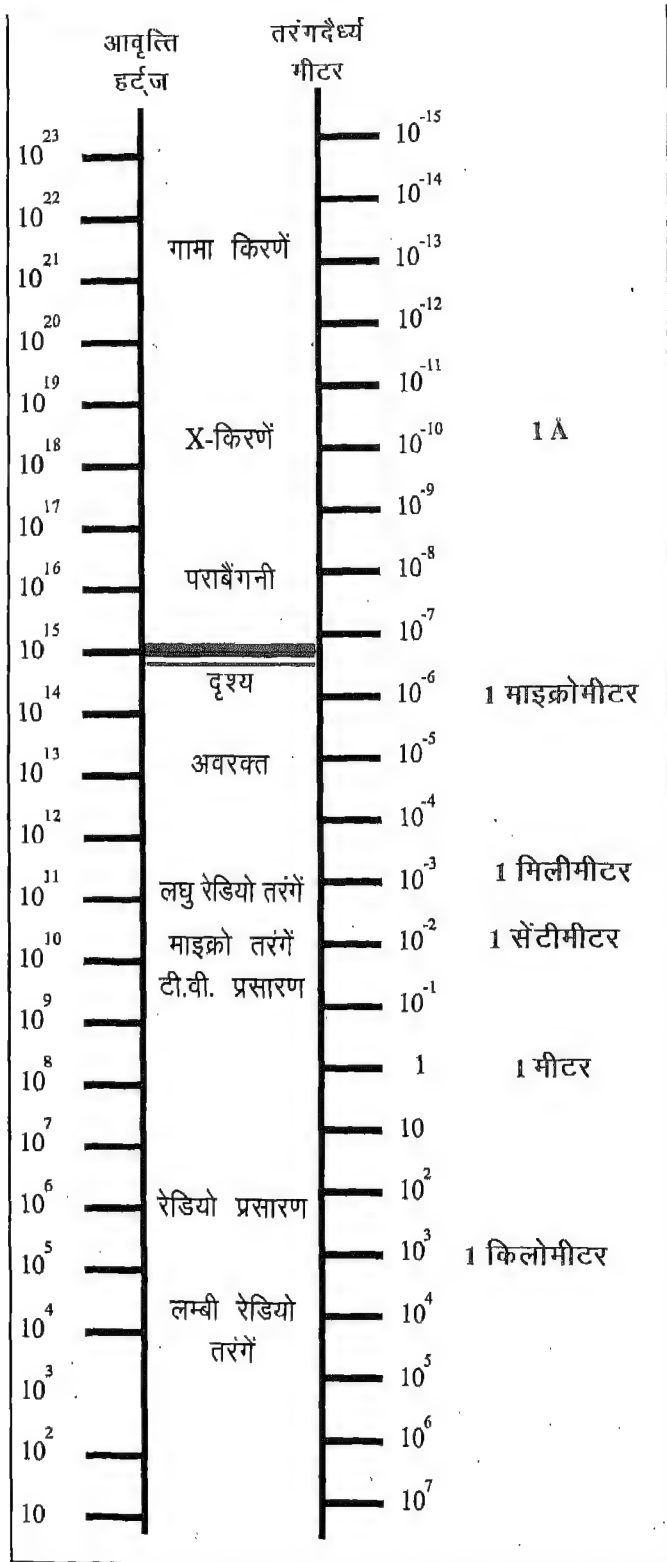 आवृत्ति
हर्ट्ज
तरंगदैर्ध्य
मीटर
10^23
10^22
10^21
10^20
10^19
10^18
10^17
10^16
10^15
10^14
10^13
10^12
10^11
10^10
10^9
10^8
10^7
10^6
10^5
10^4
10^3
10^2
10
गामा किरणें
X-किरणें
पराबैंगनी
दृश्य
अवरक्त
लघु रेडियो तरंगें
माइक्रो तरंगें
टी.वी. प्रसारण
रेडियो प्रसारण
लम्बी रेडियो
तरंगें
10^-15
10^-14
10^-13
10^-12
10^-11
10^-10 1 Å
10^-9
10^-8
10^-7
10^-6 1 माइक्रोमीटर
10^-5
10^-4
10^-3 1 मिलीमीटर
10^-2 1 सेंटीमीटर
10^-1
1 1 मीटर
10
10^2
10^3 1 किलोमीटर
10^4
10^5
10^6
10^7